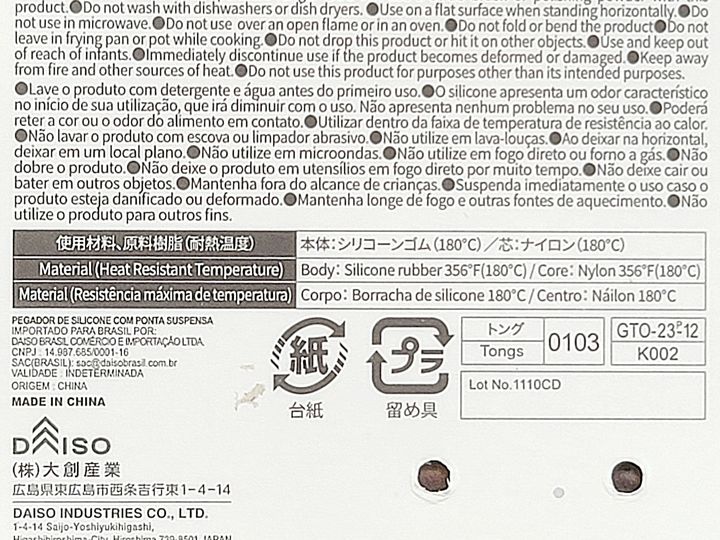 product.●Do not wash with dishwashers or dish dryers. ●Use on a flat surface when standing horizontally.●Do
not use in microwave.●Do not use over an open flame or in an oven.●Do not fold or bend the product●Do not
leave in frying pan or pot while cooking.●Do not drop this product or hit it on other objects.●Use and keep out
of reach of infants.●Immediately discontinue use if the product becomes deformed or damaged.●Keep away
from fire and other sources of heat.●Do not use this product for purposes other than its intended purposes.
●Lave o produto com detergente e água antes do primeiro uso.●O silicone apresenta um odor característico
no início de sua utilização, que irá diminuir com o uso. Não apresenta nenhum problema no seu uso.●Poderá
reter a cor ou o odor do alimento em contato.●Utilizar dentro da faixa de temperatura de resistência ao calor.
●Não lavar o produto com escova ou limpador abrasivo.●Não utilize em lava-louças.●Ao deixar na horizontal,
deixar em um local plano.●Não utilize em microondas.●Não utilize em fogo direto ou forno a gás.●Não
dobre o produto.●Não deixe o produto em utensílios em fogo direto por muito tempo.●Não deixe cair ou
bater em outros objetos.●Mantenha fora do alcance de crianças.●Suspenda imediatamente o uso caso o
produto esteja danificado ou deformado.●Mantenha longe de fogo e outras fontes de aquecimento.●Não
utilize o produto para outros fins.
使用材料、原料樹脂(耐熱温度) 本体:シリコーンゴム(180℃)/芯:ナイロン(180℃)
Material (Heat Resistant Temperature) Body: Silicone rubber 356°F(180℃) / Core: Nylon 356°F(180℃)
Material (Resistência máxima de temperatura) Corpo: Borracha de silicone 180℃ / Centro: Náilon 180℃
PEGADOR DE SILICONE COM PONTA SUSPENSA
IMPORTADO PARA BRASIL POR:
DAISO BRASIL COMÉRCIO E IMPORTAÇÃO LTDA.
CNPJ : 14.987.685/0001-16
SAC(BRASIL): sac@daisobrasil.com.br
VALIDADE : INDETERMINADA
ORIGEM : CHINA
MADE IN CHINA
紙
台紙
プラ
留め具
トング
Tongs
0103
GTO-23-P-12
K002
Lot No.1110CD
DAISO
(株)大創産業
広島県東広島市西条吉行東1-4-14
DAISO INDUSTRIES CO., LTD.
1-4-14 Saijo-Yoshiyukihigashi,
Higashihiroshima-City, Hiroshima 739-8501 JAPAN